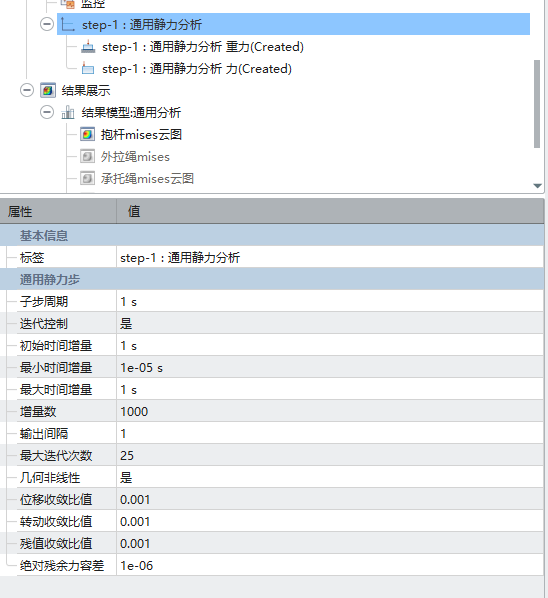 监控
step-1 : 通用静力分析
step-1 : 通用静力分析 重力(Created)
step-1 : 通用静力分析 力(Created)
结果展示
结果模型:通用分析
抱杆mises云图
外拉绳mises
承托绳mises云图
属性 值
基本信息
标签 step-1 : 通用静力分析
通用静力步
子步周期 1 s
迭代控制 是
初始时间增量 1 s
最小时间增量 1e-05 s
最大时间增量 1 s
增量数 1000
输出间隔 1
最大迭代次数 25
几何非线性 是
位移收敛比值 0.001
转动收敛比值 0.001
残值收敛比值 0.001
绝对残余力容差 1e-06